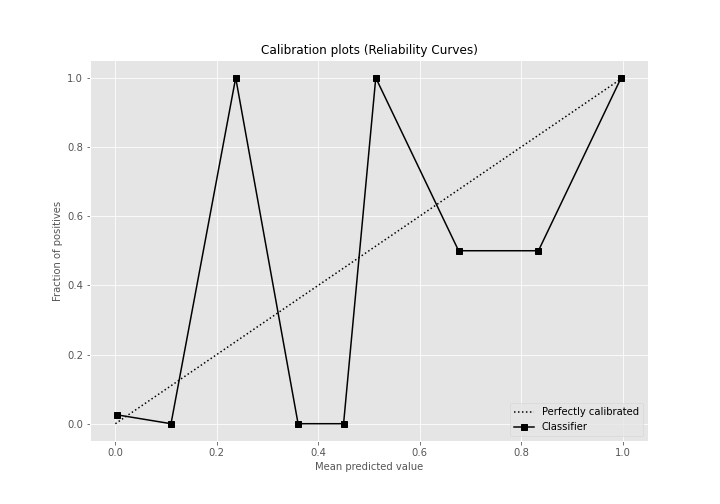 Calibration plots (Reliability Curves)
1.0
0.8
0.6
0.4
0.2
0.0
Fraction of positives
Perfectly calibrated
Classifier
0.0 0.2 0.4 0.6 0.8 1.0
Mean predicted value